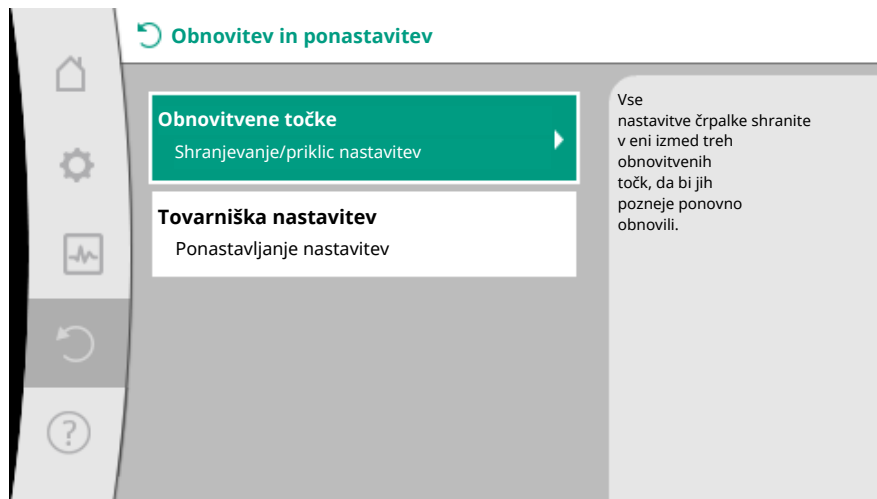 Obnovitev in ponastavitev
Obnovitvene točke
Shranjevanje/priklic nastavitev
Tovarniška nastavitev
Ponastavljanje nastavitev
Vse
nastavitve črpalke shranite
v eni izmed treh
obnovitvenih
točk, da bi jih
pozneje ponovno
obnovili.
?